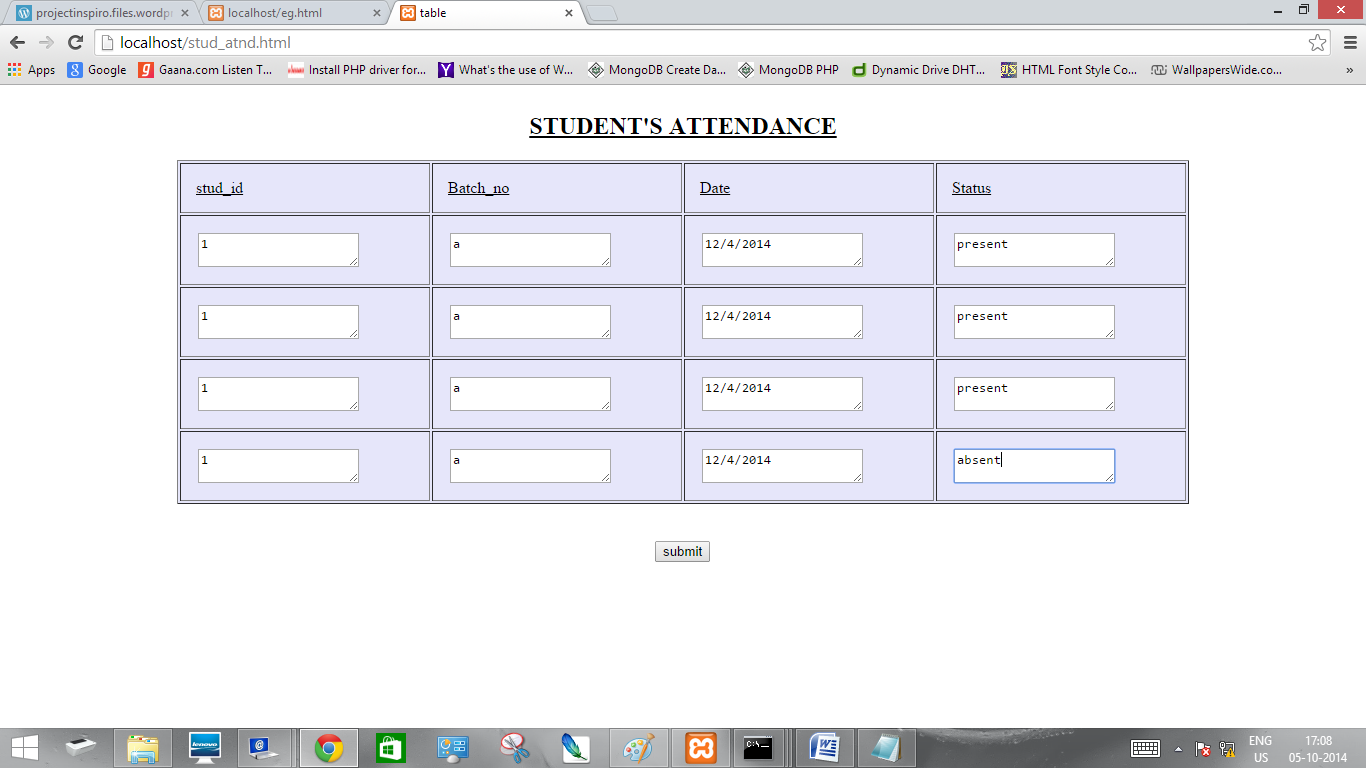 projectinspiro.files.wordpr
localhost/eg.html
table
localhost/stud_atnd.html
Apps Google Gaana.com Listen T... Install PHP driver for... What's the use of W... MongoDB Create Da... MongoDB PHP Dynamic Drive DHT... HTML Font Style Co... WallpapersWide.co... »
STUDENT'S ATTENDANCE
stud_id Batch_no Date Status
1 a 12/4/2014 present
1 a 12/4/2014 present
1 a 12/4/2014 present
1 a 12/4/2014 absent
submit
lenovo
C:\
ENG 17:08
US 05-10-2014